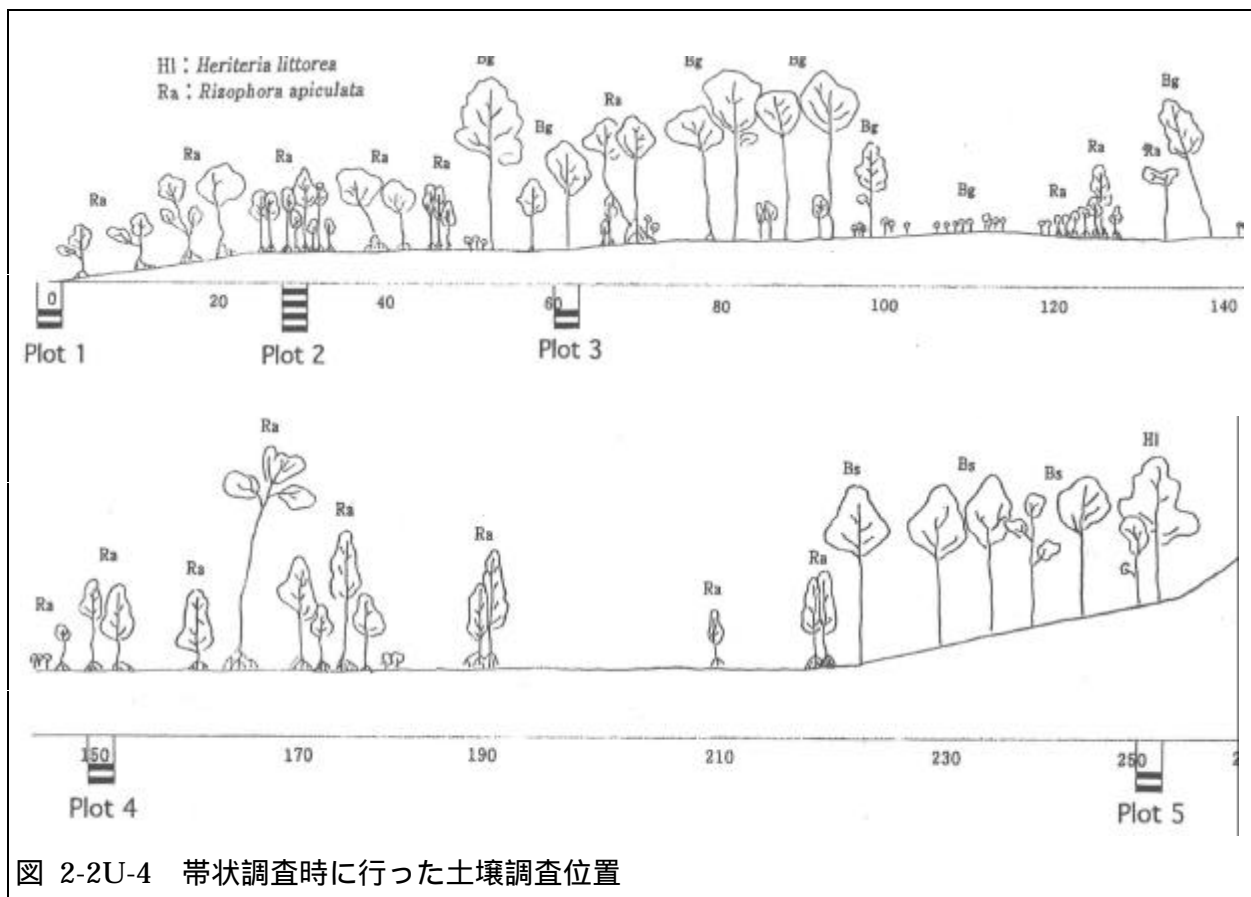 Hl : Heriteria littorea
Ra : Rizophora apiculata
Bg Bg Bg
Ra
Bg
Bg
Ra Ra Ra Ra
Ra
Bg
Ra
Ra
Bg
0 20 40 60 80 100 120 140
Plot 1 Plot 2 Plot 3
Ra
Hl
Bs Bs Bs
Ra
Ra
Ra
Ra
Ra
Ra
Ra
150 170 190 210 230 250
Plot 4 Plot 5
図 2-2U-4 帯状調査時に行った土壌調査位置